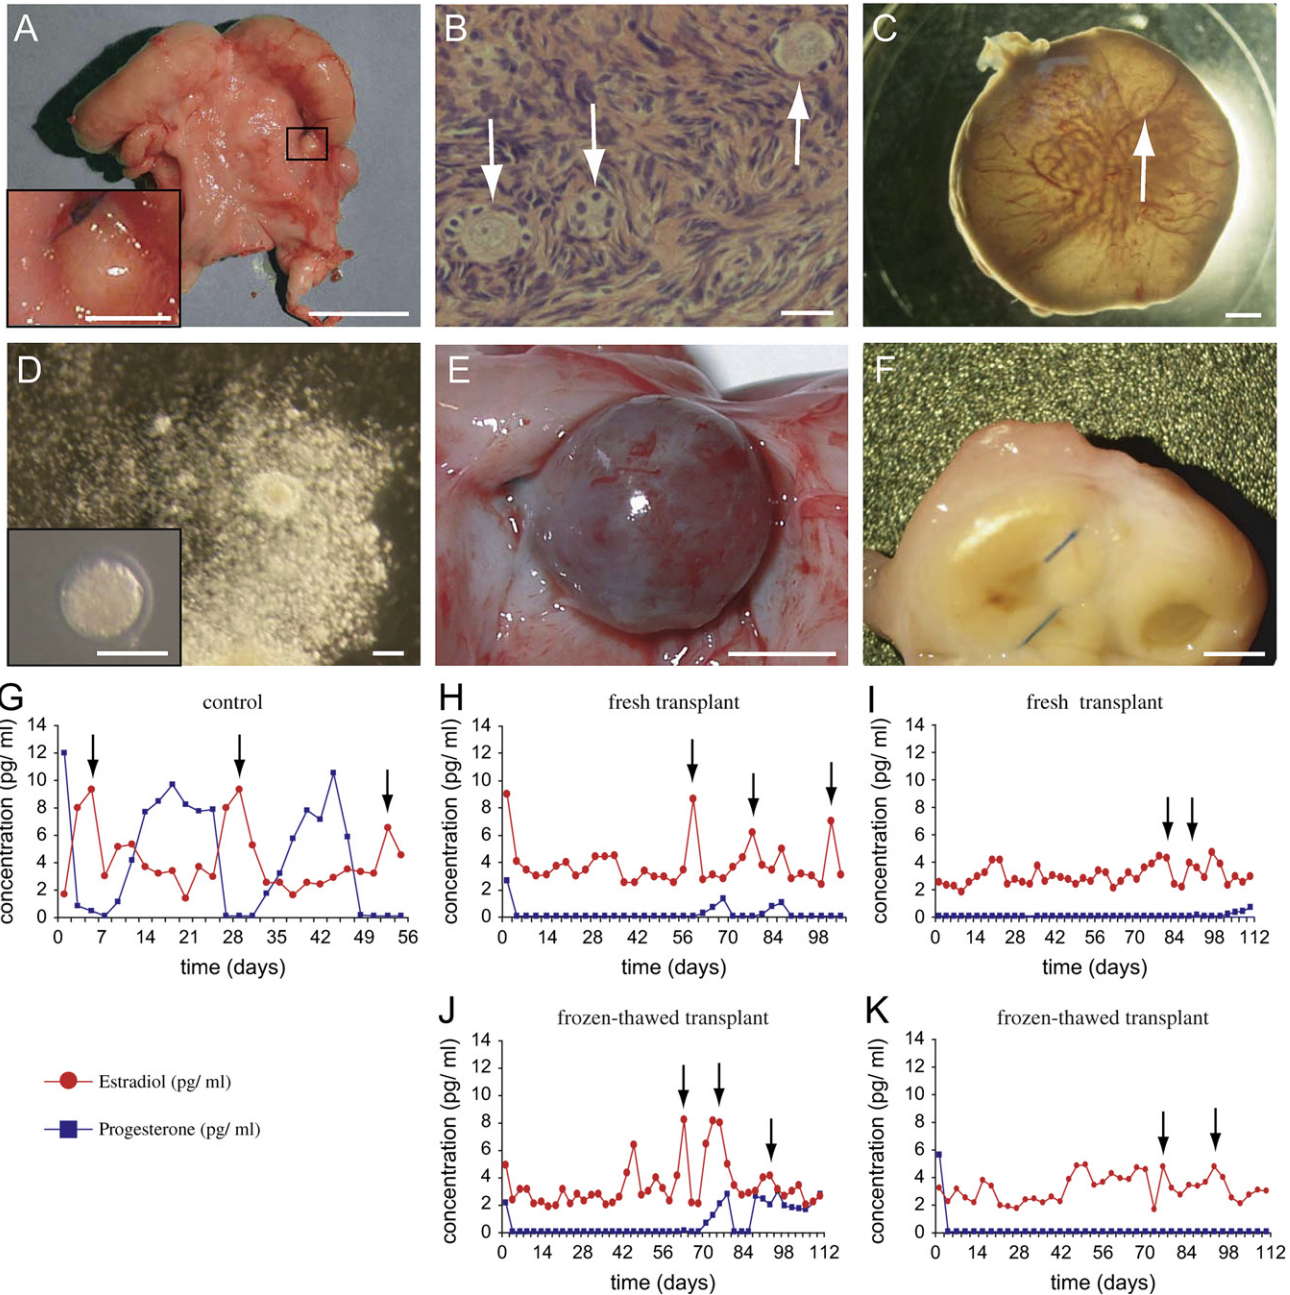 A
B
C
D
E
F
G
control
concentration (pg/ ml)
14
12
10
8
6
4
2
0
0 7 14 21 28 35 42 49 56
time (days)
H
fresh transplant
concentration (pg/ ml)
14
12
10
8
6
4
2
0
0 14 28 42 56 70 84 98
time (days)
I
fresh transplant
concentration (pg/ ml)
14
12
10
8
6
4
2
0
0 14 28 42 56 70 84 98 112
time (days)
Estradiol (pg/ ml)
Progesterone (pg/ ml)
J
frozen-thawed transplant
concentration (pg/ ml)
14
12
10
8
6
4
2
0
0 14 28 42 56 70 84 98 112
time (days)
K
frozen-thawed transplant
concentration (pg/ ml)
14
12
10
8
6
4
2
0
0 14 28 42 56 70 84 98 112
time (days)